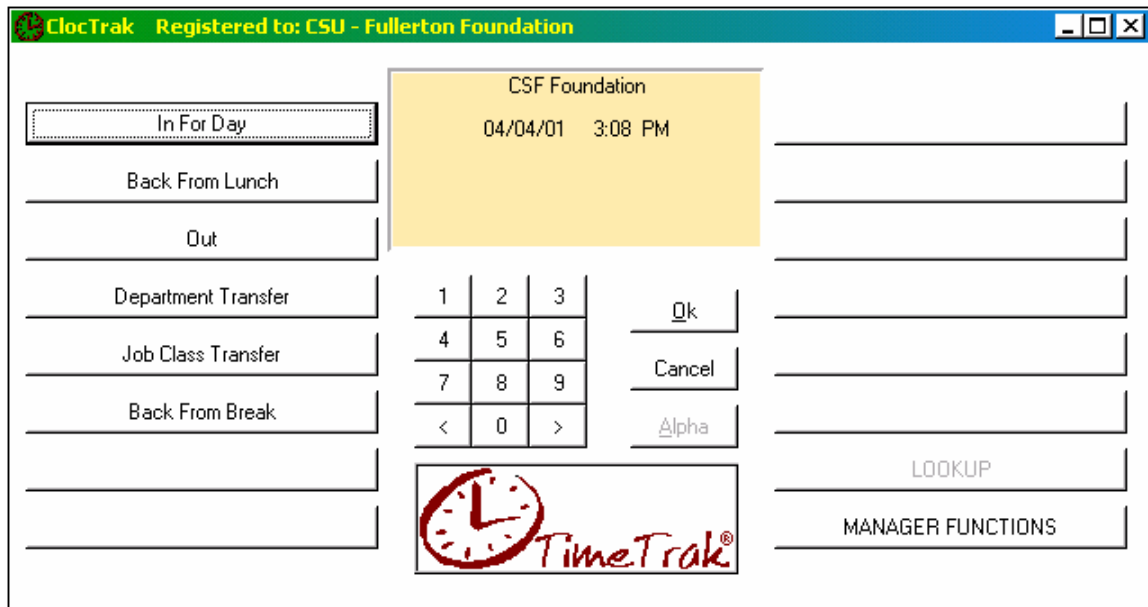 ClocTrak Registered to: CSU - Fullerton Foundation
CSF Foundation
04/04/01 3:08 PM
In For Day
Back From Lunch
Out
Department Transfer
Job Class Transfer
Back From Break
1 2 3
4 5 6
7 8 9
< 0 >
Ok
Cancel
Alpha
TimeTrak®
LOOKUP
MANAGER FUNCTIONS